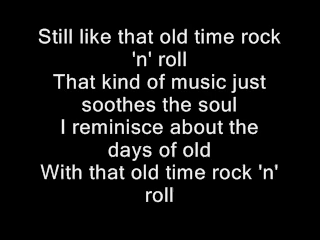 Still like that old time rock
'n' roll
That kind of music just
soothes the soul
I reminisce about the
days of old
With that old time rock 'n'
roll